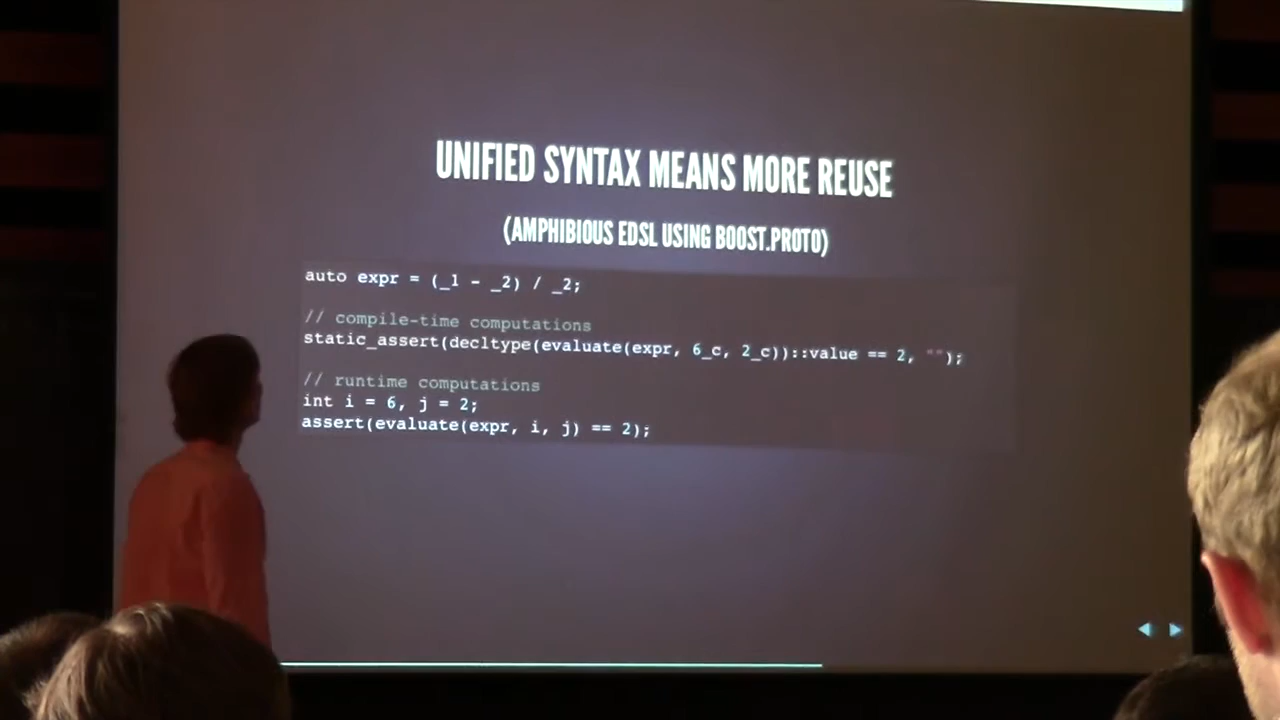 UNIFIED SYNTAX MEANS MORE REUSE
(AMPHIBIOUS EDSL USING BOOST.PROTO)
auto expr = (_1 - _2) / _2;
// compile-time computations
static_assert(decltype(evaluate(expr, 6_c, 2_c))::value == 2, "");
// runtime computations
int i = 6, j = 2;
assert(evaluate(expr, i, j) == 2);